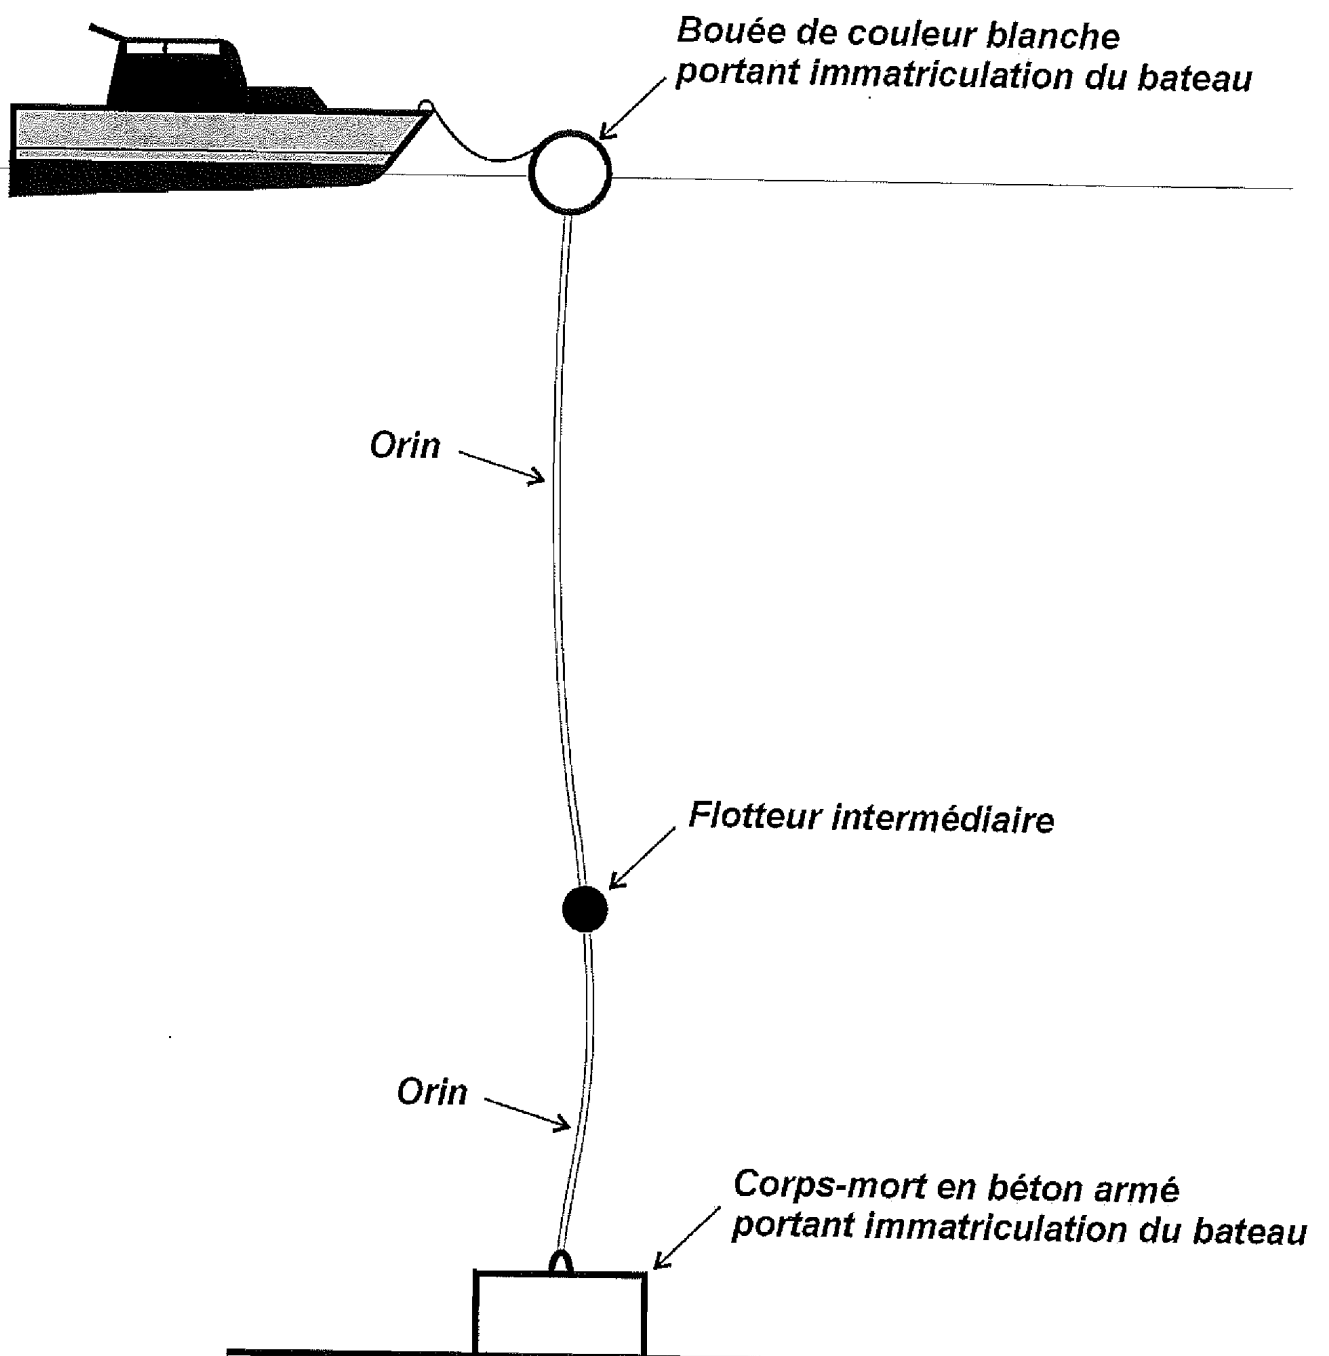 Bouée de couleur blanche
portant immatriculation du bateau
Orin
Flotteur intermédiaire
Orin
Corps-mort en béton armé
portant immatriculation du bateau